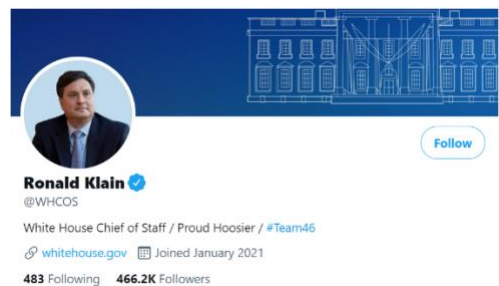 Follow
Ronald Klain
@WHCOS
White House Chief of Staff / Proud Hoosier / #Team46
whitehouse.gov Joined January 2021
483 Following 466.2K Followers